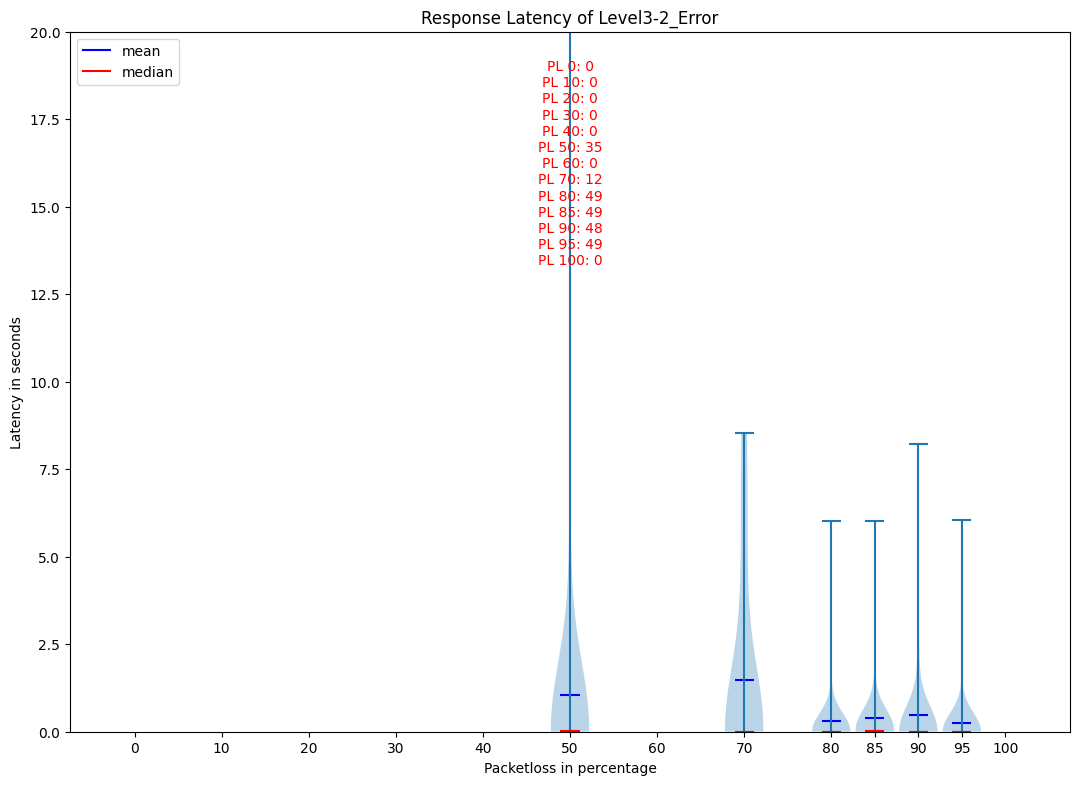 Response Latency of Level3-2_Error
mean
median
PL 0: 0
PL 10: 0
PL 20: 0
PL 30: 0
PL 40: 0
PL 50: 35
PL 60: 0
PL 70: 12
PL 80: 49
PL 85: 49
PL 90: 48
PL 95: 49
PL 100: 0
Latency in seconds
20.0
17.5
15.0
12.5
10.0
7.5
5.0
2.5
0.0
0 10 20 30 40 50 60 70 80 85 90 95 100
Packetloss in percentage